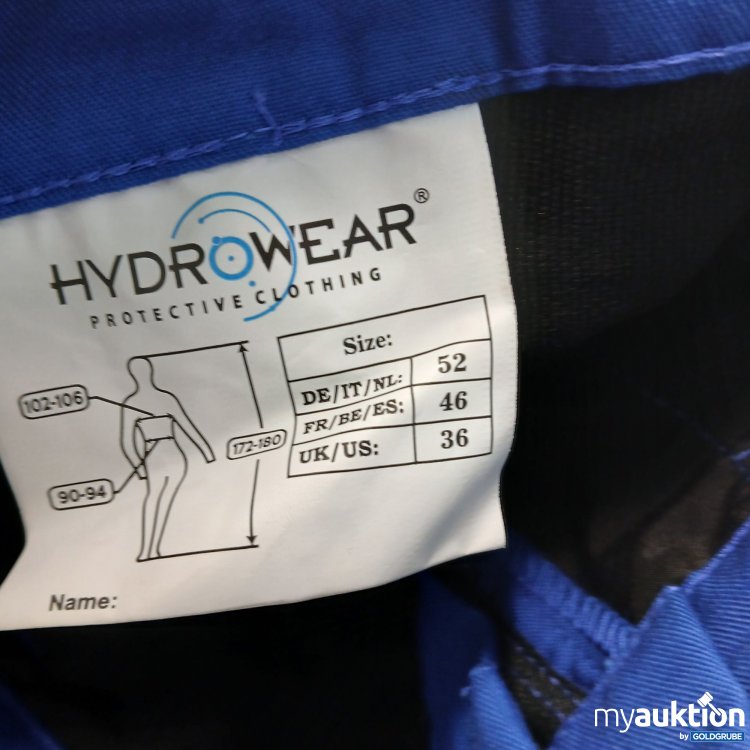 HYDROWEAR®
PROTECTIVE CLOTHING
102-106
90-94
172-180
Size:
DE/IT/NL: 52
FR/BE/ES: 46
UK/US: 36
Name:
myauktion
by GOLDGRUBE